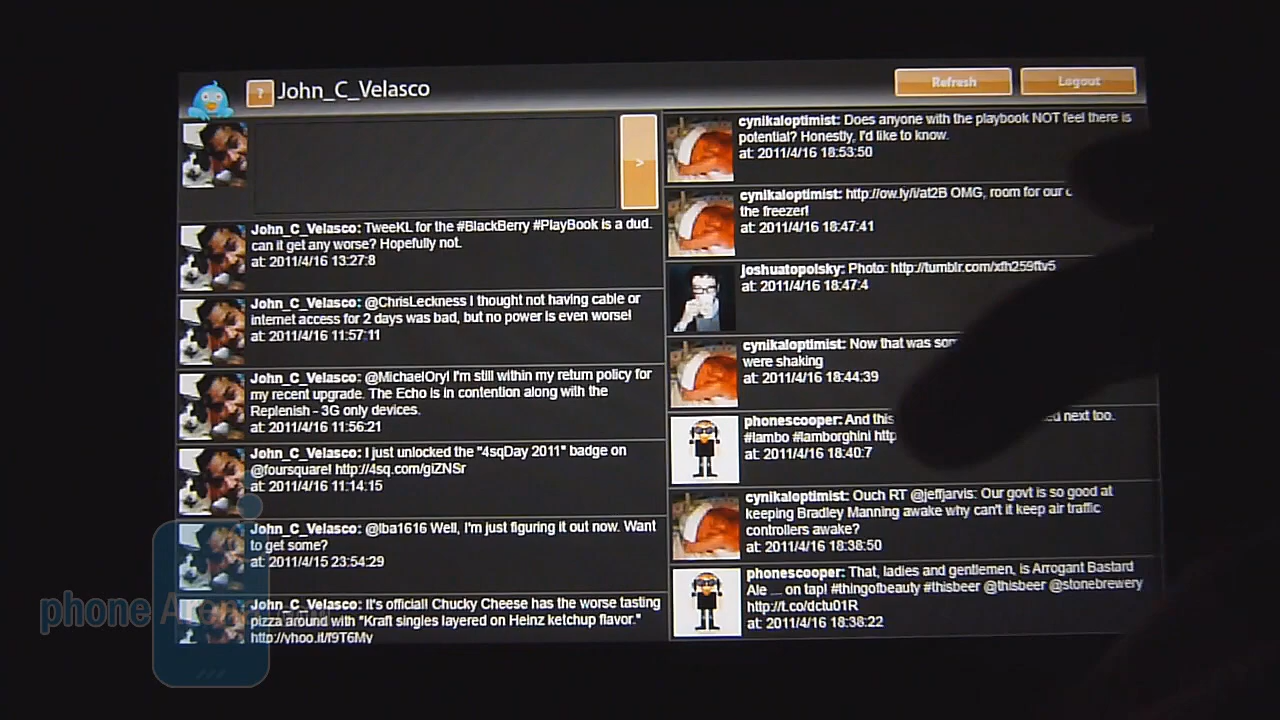 ?
John_C_Velasco
Refresh
Logout
>
John_C_Velasco: TweeKL for the #BlackBerry #PlayBook is a dud.
can it get any worse? Hopefully not.
at: 2011/4/16 13:27:8
John_C_Velasco: @ChrisLeckness I thought not having cable or
internet access for 2 days was bad, but no power is even worse!
at: 2011/4/16 11:57:11
John_C_Velasco: @MichaelOryl I'm still within my return policy for
my recent upgrade. The Echo is in contention along with the
Replenish - 3G only devices.
at: 2011/4/16 11:56:21
John_C_Velasco: I just unlocked the "4sqDay 2011" badge on
@foursquare! http://4sq.com/giZNSr
at: 2011/4/16 11:14:15
John_C_Velasco: @lba1616 Well, I'm just figuring it out now. Want
to get some?
at: 2011/4/15 23:54:29
John_C_Velasco: It's official! Chucky Cheese has the worse tasting
pizza around with "Kraft singles layered on Heinz ketchup flavor."
http://yhoo.it/f9T6My
cynikaloptimist: Does anyone with the playbook NOT feel there is
potential? Honestly, I'd like to know.
at: 2011/4/16 18:53:50
cynikaloptimist: http://ow.ly/i/at2B OMG, room for our
the freezer!
at: 2011/4/16 18:47:41
joshuatopolsky: Photo: http://tumblr.com/xfh259ftv5
at: 2011/4/16 18:47:4
cynikaloptimist: Now that was
were shaking
at: 2011/4/16 18:44:39
phonescooper: And this next too.
#lambo #lamborghini http
at: 2011/4/16 18:40:7
cynikaloptimist: Ouch RT @jeffjarvis: Our govt is so good at
keeping Bradley Manning awake why can't it keep air traffic
controllers awake?
at: 2011/4/16 18:38:50
phonescooper: That, ladies and gentlemen, is Arrogant Bastard
Ale ... on tap! #thingofbeauty #thisbeer @thisbeer @stonebrewery
http://t.co/dctu01R
at: 2011/4/16 18:38:22
phoneArena.com